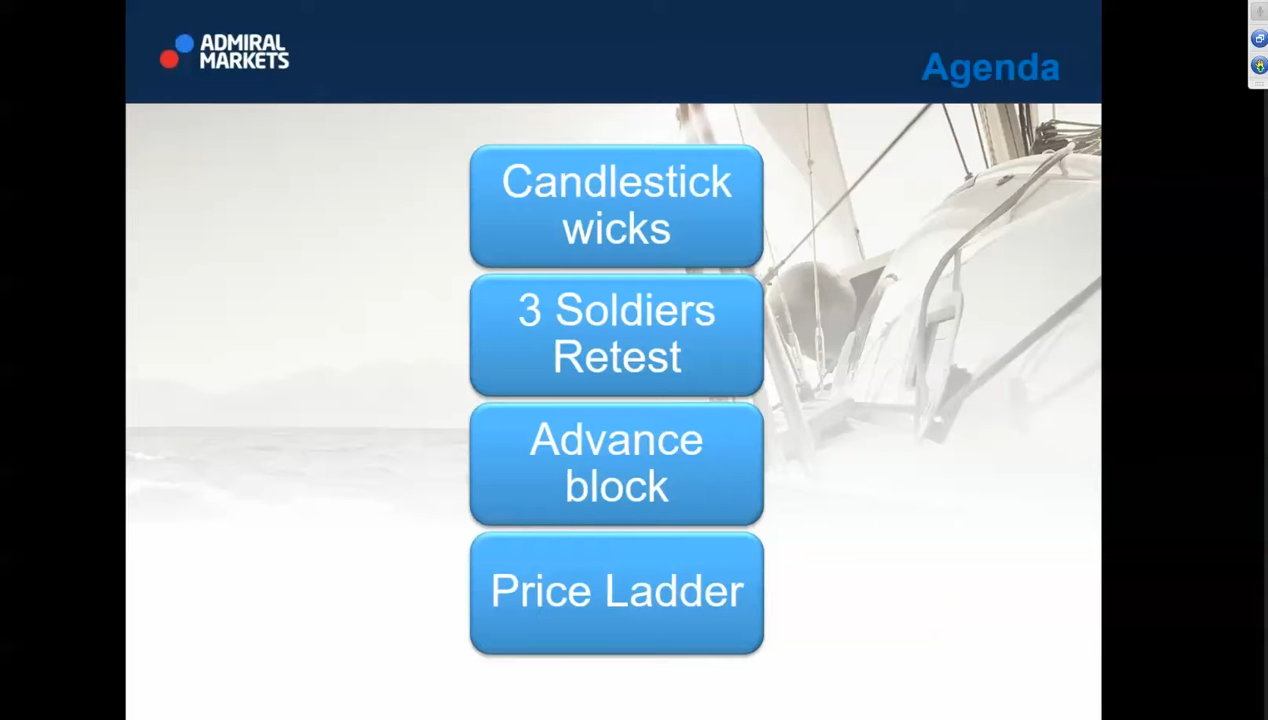 ADMIRAL
MARKETS
Agenda
Candlestick
wicks
3 Soldiers
Retest
Advance
block
Price Ladder